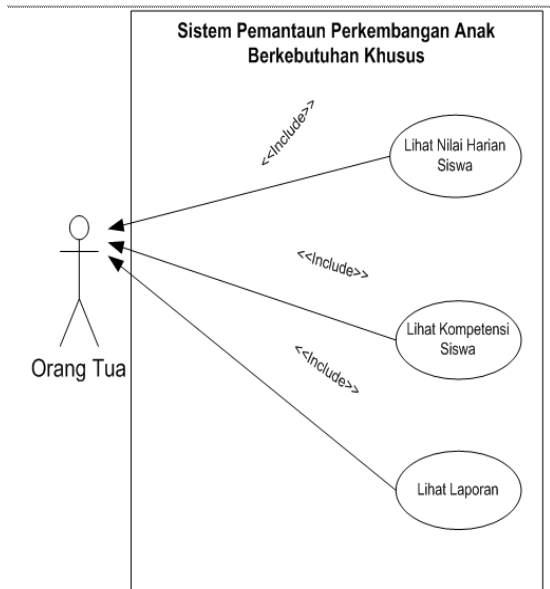 Sistem Pemantaun Perkembangan Anak
Berkebutuhan Khusus
<<Include>>
Lihat Nilai Harian
Siswa
<<Include>>
Lihat Kompetensi
Siswa
<<Include>>
Orang Tua
Lihat Laporan